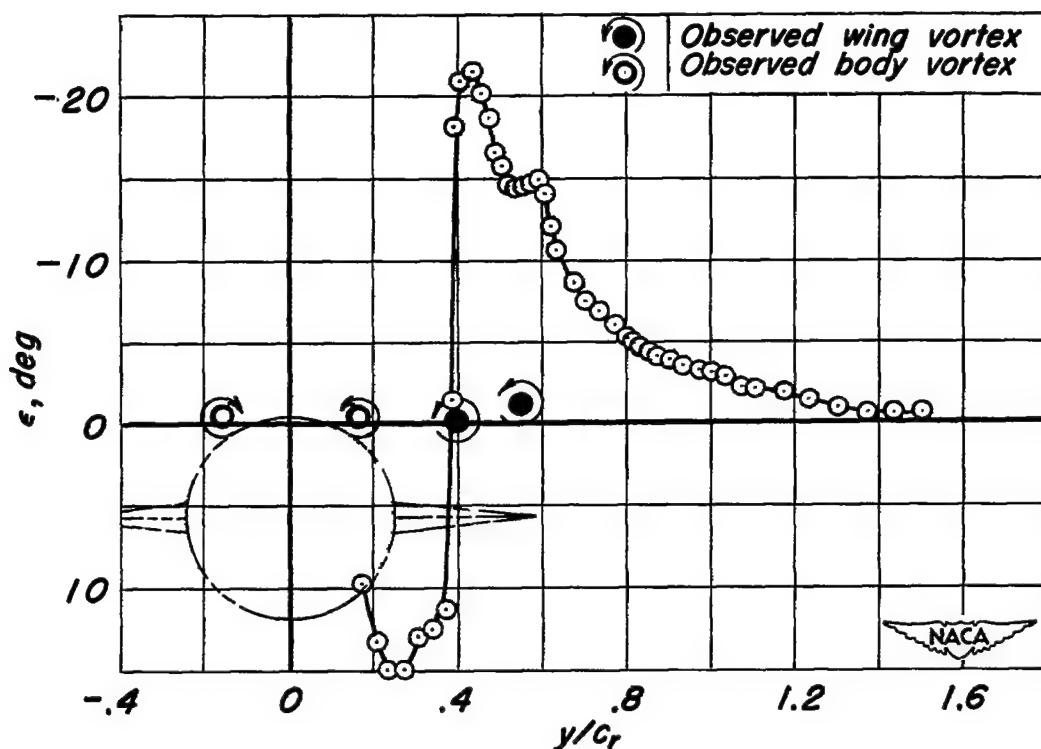 Observed wing vortex
Observed body vortex
-20
-10
0
10
ϵ, deg
-.4 0 .4 .8 1.2 1.6
y/cr
NACA